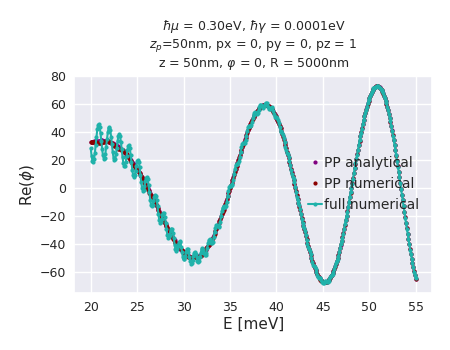 ℏμ = 0.30eV, ℏγ = 0.0001eV
z_p=50nm, px = 0, py = 0, pz = 1
z = 50nm, φ = 0, R = 5000nm
80
60
40
20
0
−20
−40
−60
Re(ϕ)
PP analytical
PP numerical
full numerical
20 25 30 35 40 45 50 55
E [meV]